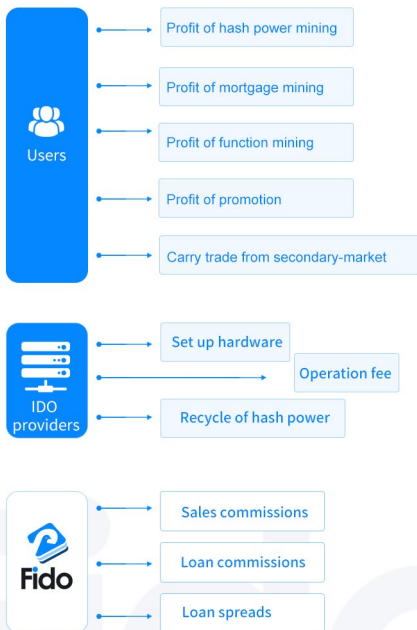 Profit of hash power mining
Profit of mortgage mining
Users
Profit of function mining
Profit of promotion
Carry trade from secondary-market
Set up hardware
Operation fee
IDO
providers
Recycle of hash power
Sales commissions
Fido
Loan commissions
Loan spreads